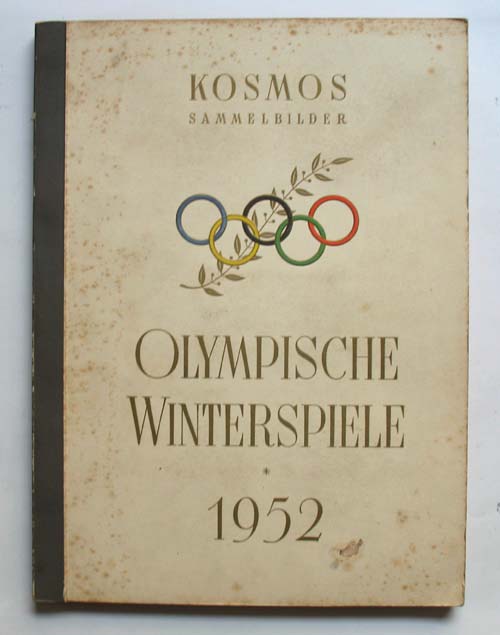 KOSMOS
SAMMELBILDER
OLYMPISCHE
WINTERSPIELE
*
1952